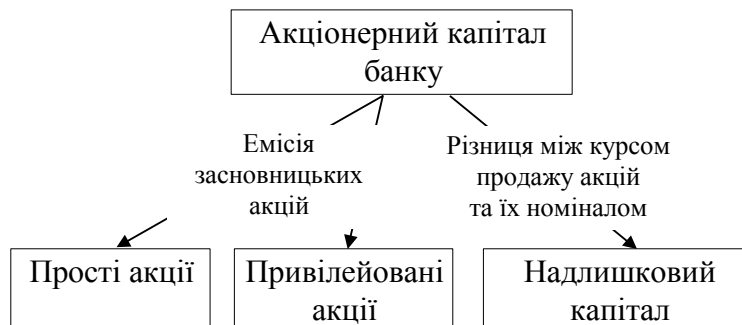 Акціонерний капітал
банку
Емісія
засновницьких
акцій
Різниця між курсом
продажу акцій
та їх номіналом
Прості акції
Привілейовані
акції
Надлишковий
капітал